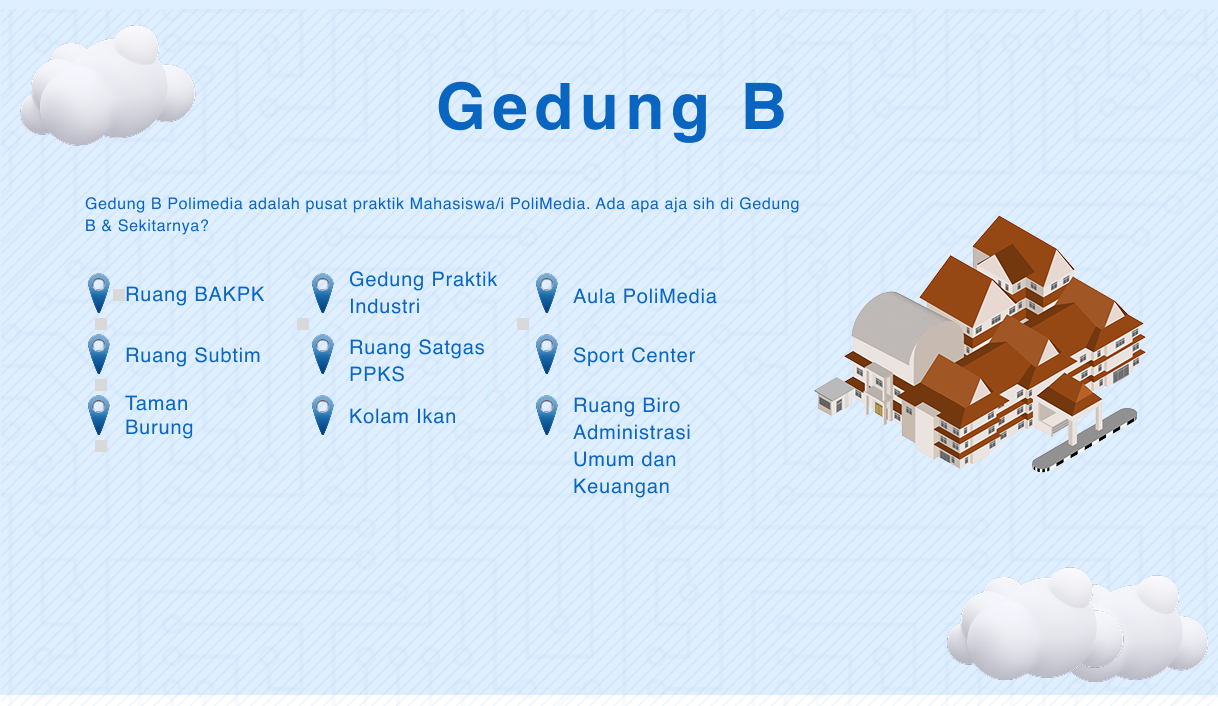 Gedung B
Gedung B Polimedia adalah pusat praktik Mahasiswa/i PoliMedia. Ada apa aja sih di Gedung
B & Sekitarnya?
Ruang BAKPK
Ruang Subtim
Taman
Burung
Gedung Praktik
Industri
Ruang Satgas
PPKS
Kolam Ikan
Aula PoliMedia
Sport Center
Ruang Biro
Administrasi
Umum dan
Keuangan